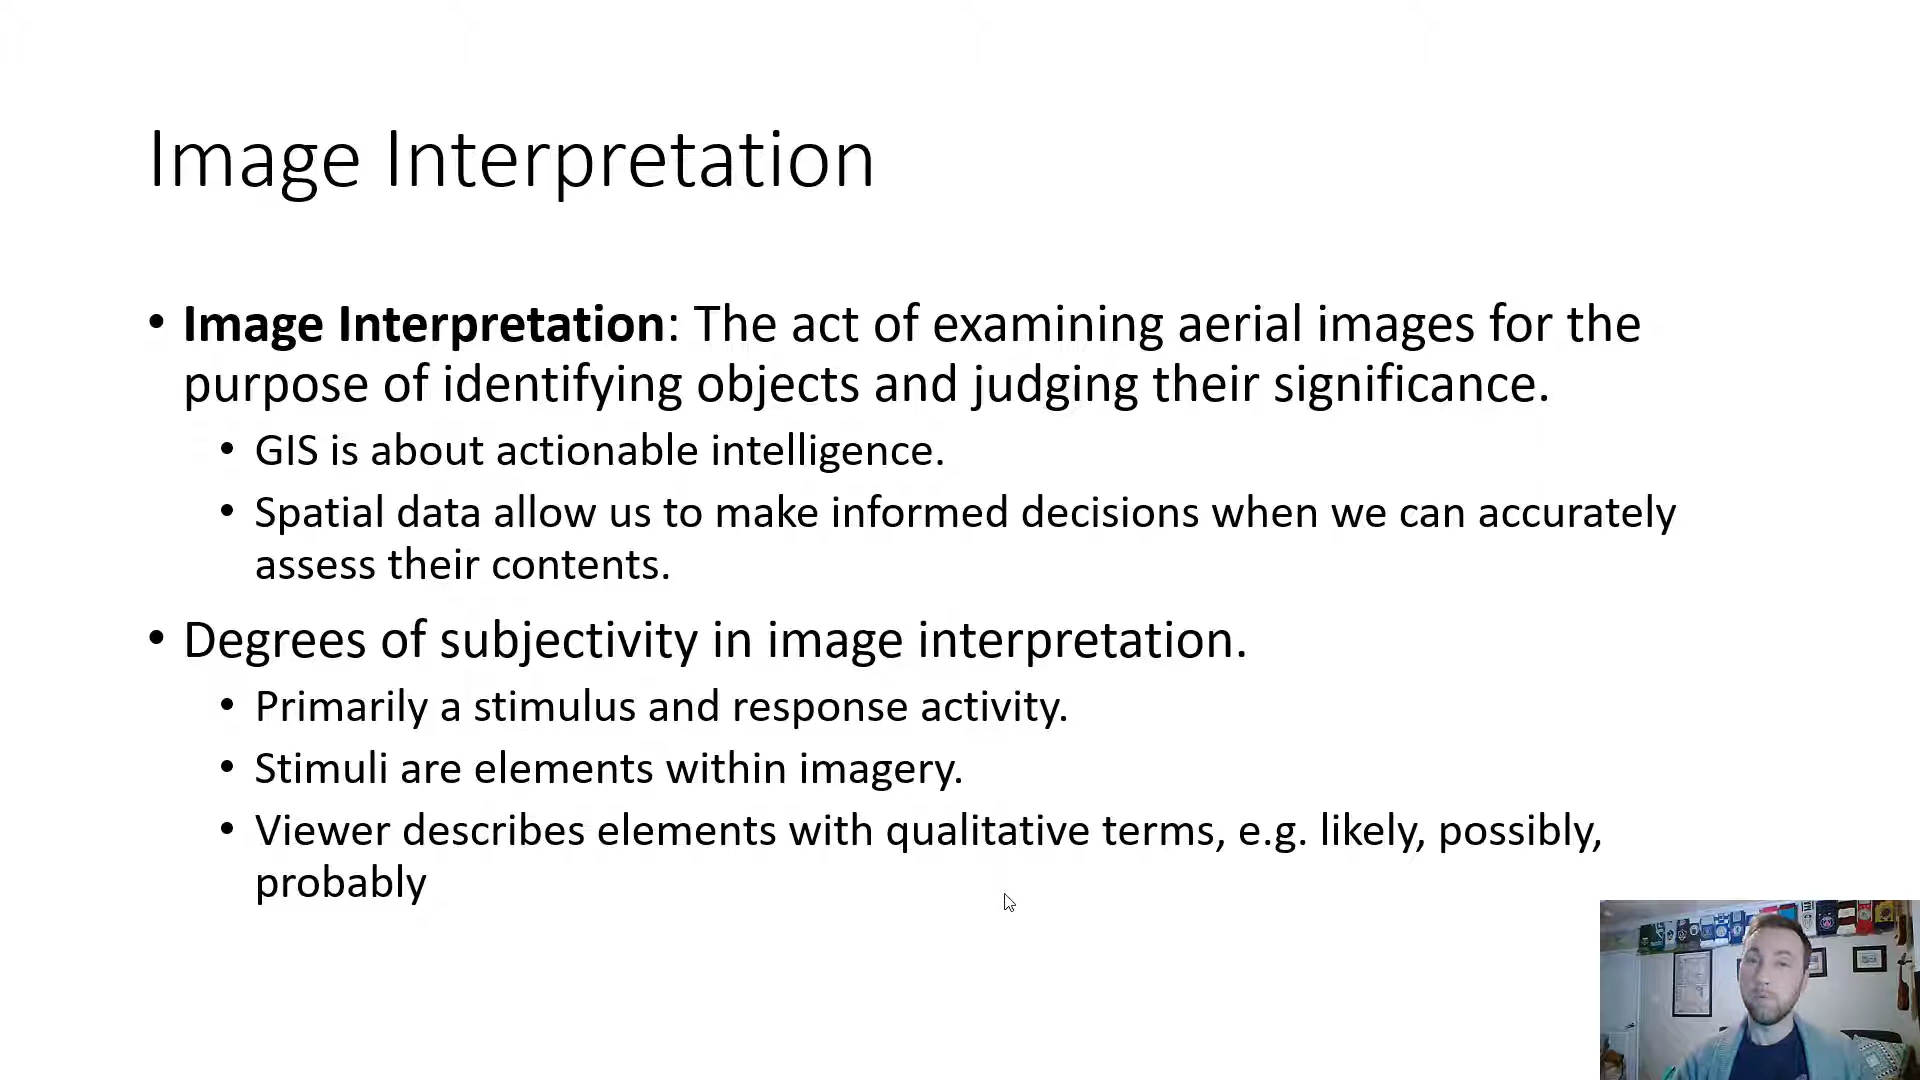 Image Interpretation
• Image Interpretation: The act of examining aerial images for the
purpose of identifying objects and judging their significance.
• GIS is about actionable intelligence.
• Spatial data allow us to make informed decisions when we can accurately
assess their contents.
• Degrees of subjectivity in image interpretation.
• Primarily a stimulus and response activity.
• Stimuli are elements within imagery.
• Viewer describes elements with qualitative terms, e.g. likely, possibly,
probably